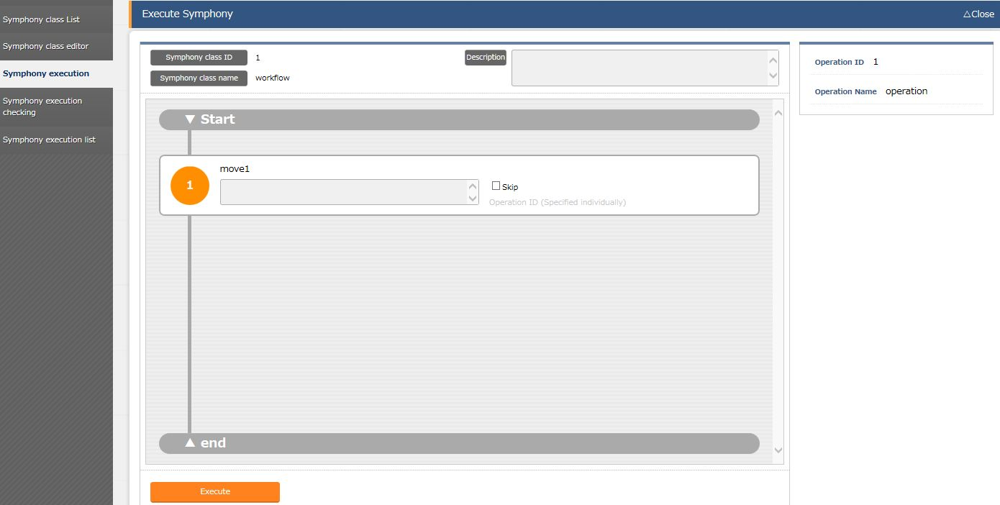 Symphony class List
Symphony class editor
Symphony execution
Symphony execution
checking
Symphony execution list
Execute Symphony
△Close
Symphony class ID 1
Symphony class name workflow
Description
▼ Start
1
move1
Skip
Operation ID (Specified individually)
▲ end
Execute
Operation ID 1
Operation Name operation